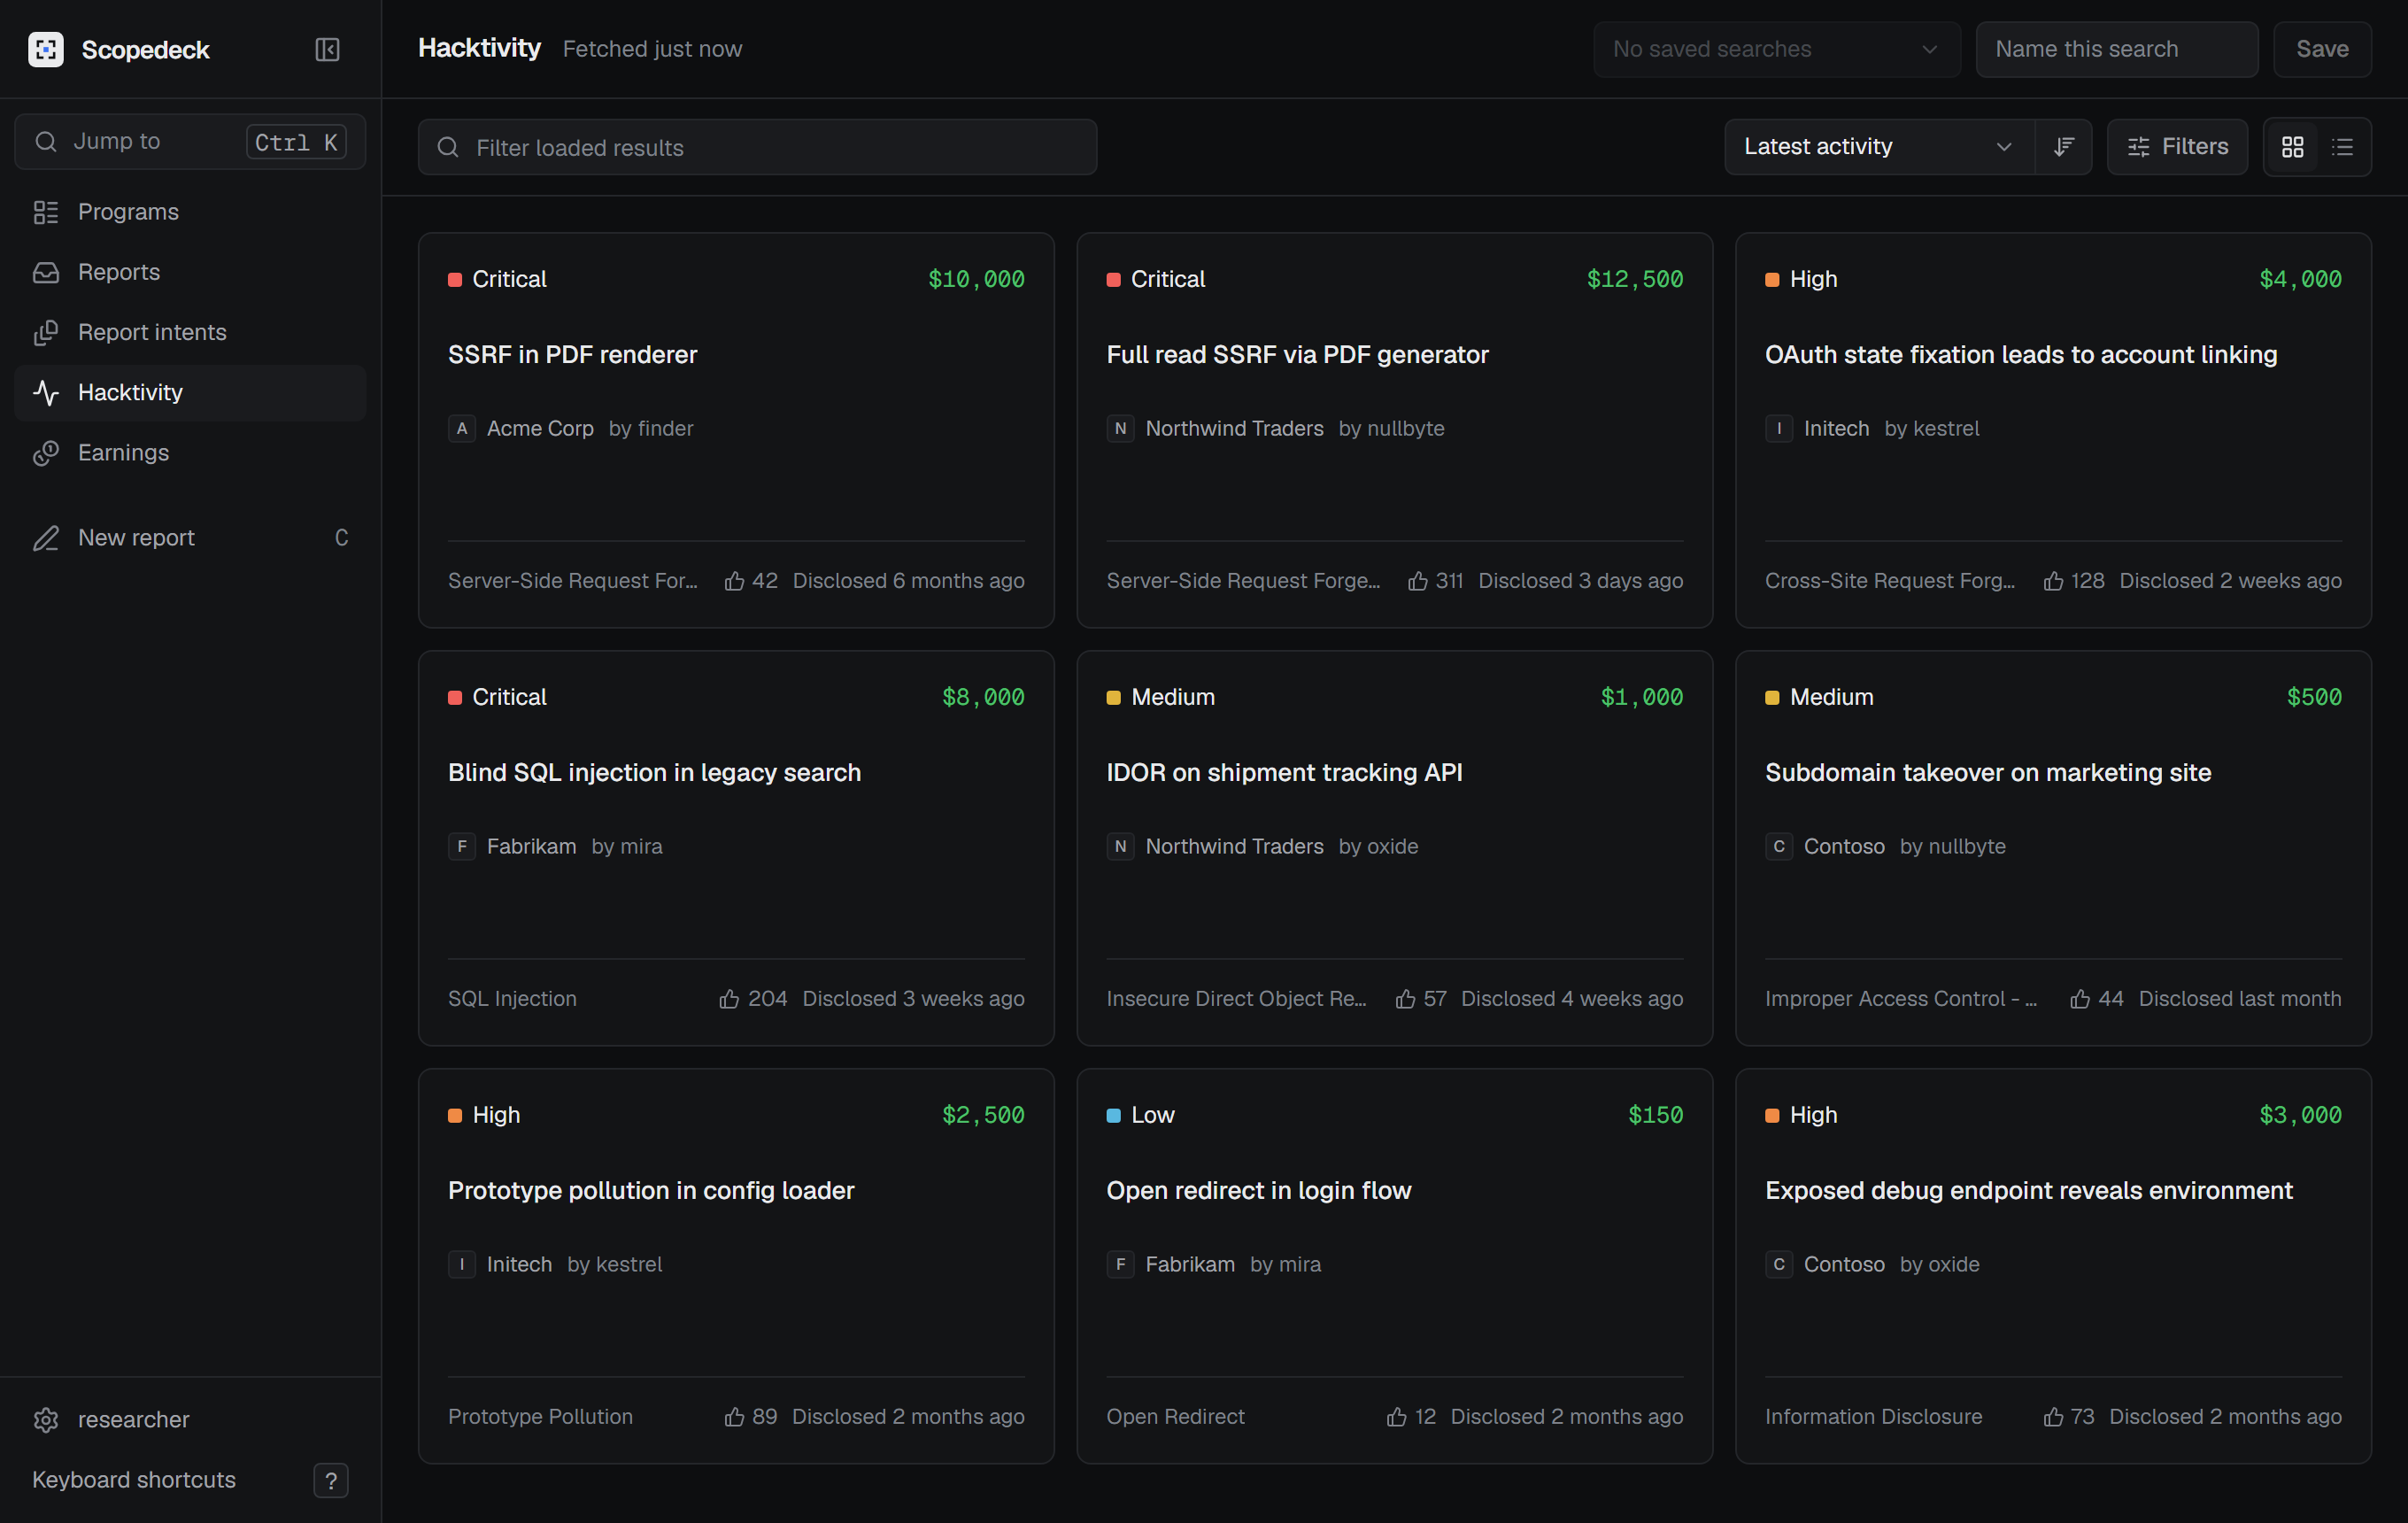 Scopedeck
Jump to Ctrl K
Programs
Reports
Report intents
Hacktivity
Earnings
New report C
researcher
Keyboard shortcuts ?
Hacktivity Fetched just now
No saved searches Name this search Save
Filter loaded results Latest activity Filters
Critical $10,000
SSRF in PDF renderer
A Acme Corp by finder
Server-Side Request For... 42 Disclosed 6 months ago
Critical $12,500
Full read SSRF via PDF generator
N Northwind Traders by nullbyte
Server-Side Request Forge... 311 Disclosed 3 days ago
High $4,000
OAuth state fixation leads to account linking
I Initech by kestrel
Cross-Site Request Forg... 128 Disclosed 2 weeks ago
Critical $8,000
Blind SQL injection in legacy search
F Fabrikam by mira
SQL Injection 204 Disclosed 3 weeks ago
Medium $1,000
IDOR on shipment tracking API
N Northwind Traders by oxide
Insecure Direct Object Re... 57 Disclosed 4 weeks ago
Medium $500
Subdomain takeover on marketing site
C Contoso by nullbyte
Improper Access Control - ... 44 Disclosed last month
High $2,500
Prototype pollution in config loader
I Initech by kestrel
Prototype Pollution 89 Disclosed 2 months ago
Low $150
Open redirect in login flow
F Fabrikam by mira
Open Redirect 12 Disclosed 2 months ago
High $3,000
Exposed debug endpoint reveals environment
C Contoso by oxide
Information Disclosure 73 Disclosed 2 months ago